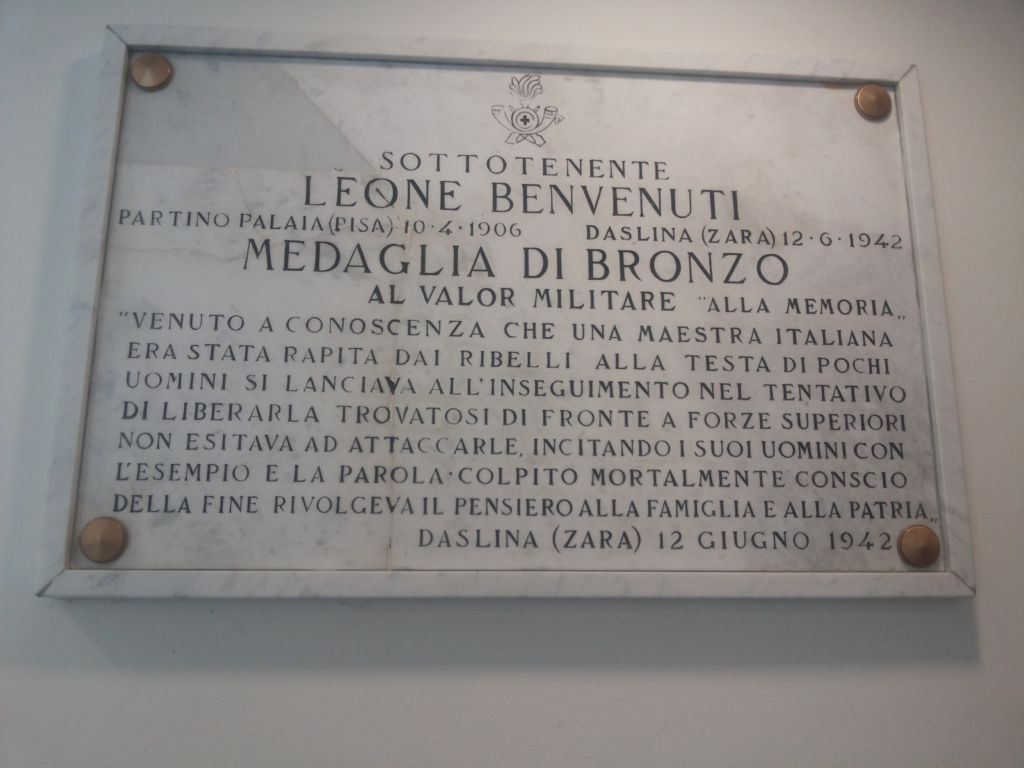 SOTTOTENENTE
LEONE BENVENUTI
PARTINO PALAIA (PISA) 10·4·1906 DASLINA (ZARA) 12·6·1942
MEDAGLIA DI BRONZO
AL VALOR MILITARE "ALLA MEMORIA„
"VENUTO A CONOSCENZA CHE UNA MAESTRA ITALIANA
ERA STATA RAPITA DAI RIBELLI ALLA TESTA DI POCHI
UOMINI SI LANCIAVA ALL'INSEGUIMENTO NEL TENTATIVO
DI LIBERARLA TROVATOSI DI FRONTE A FORZE SUPERIORI
NON ESITAVA AD ATTACCARLE, INCITANDO I SUOI UOMINI CON
L'ESEMPIO E LA PAROLA·COLPITO MORTALMENTE CONSCIO
DELLA FINE RIVOLGEVA IL PENSIERO ALLA FAMIGLIA E ALLA PATRIA„
DASLINA (ZARA) 12 GIUGNO 1942